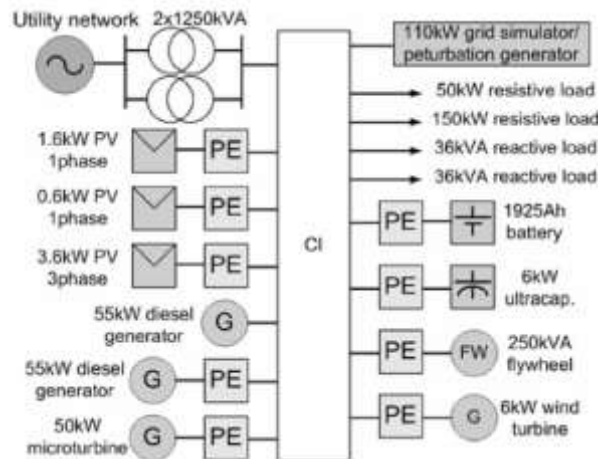 Utility network
2x1250kVA
110kW grid simulator/
peturbation generator
50kW resistive load
150kW resistive load
36kVA reactive load
36kVA reactive load
1.6kW PV
1phase
PE
0.6kW PV
1phase
PE
3.6kW PV
3phase
PE
55kW diesel
generator
G
55kW diesel
generator
G
PE
50kW
microturbine
G
PE
CI
PE
1925Ah
battery
PE
6kW
ultracap.
PE
FW
250kVA
flywheel
PE
G
6kW wind
turbine